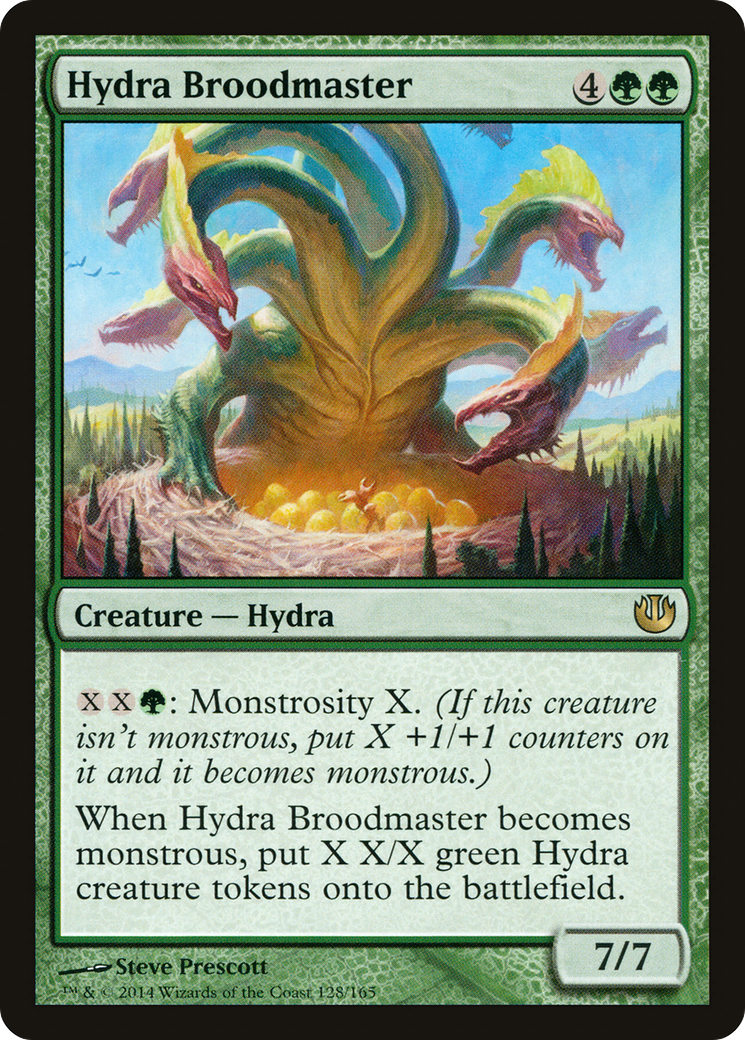 Hydra Broodmaster 4
Creature — Hydra
X X : Monstrosity X. (If this creature
isn't monstrous, put X +1/+1 counters on
it and it becomes monstrous.)
When Hydra Broodmaster becomes
monstrous, put X X/X green Hydra
creature tokens onto the battlefield.
7/7
Steve Prescott
™ & © 2014 Wizards of the Coast 128/165